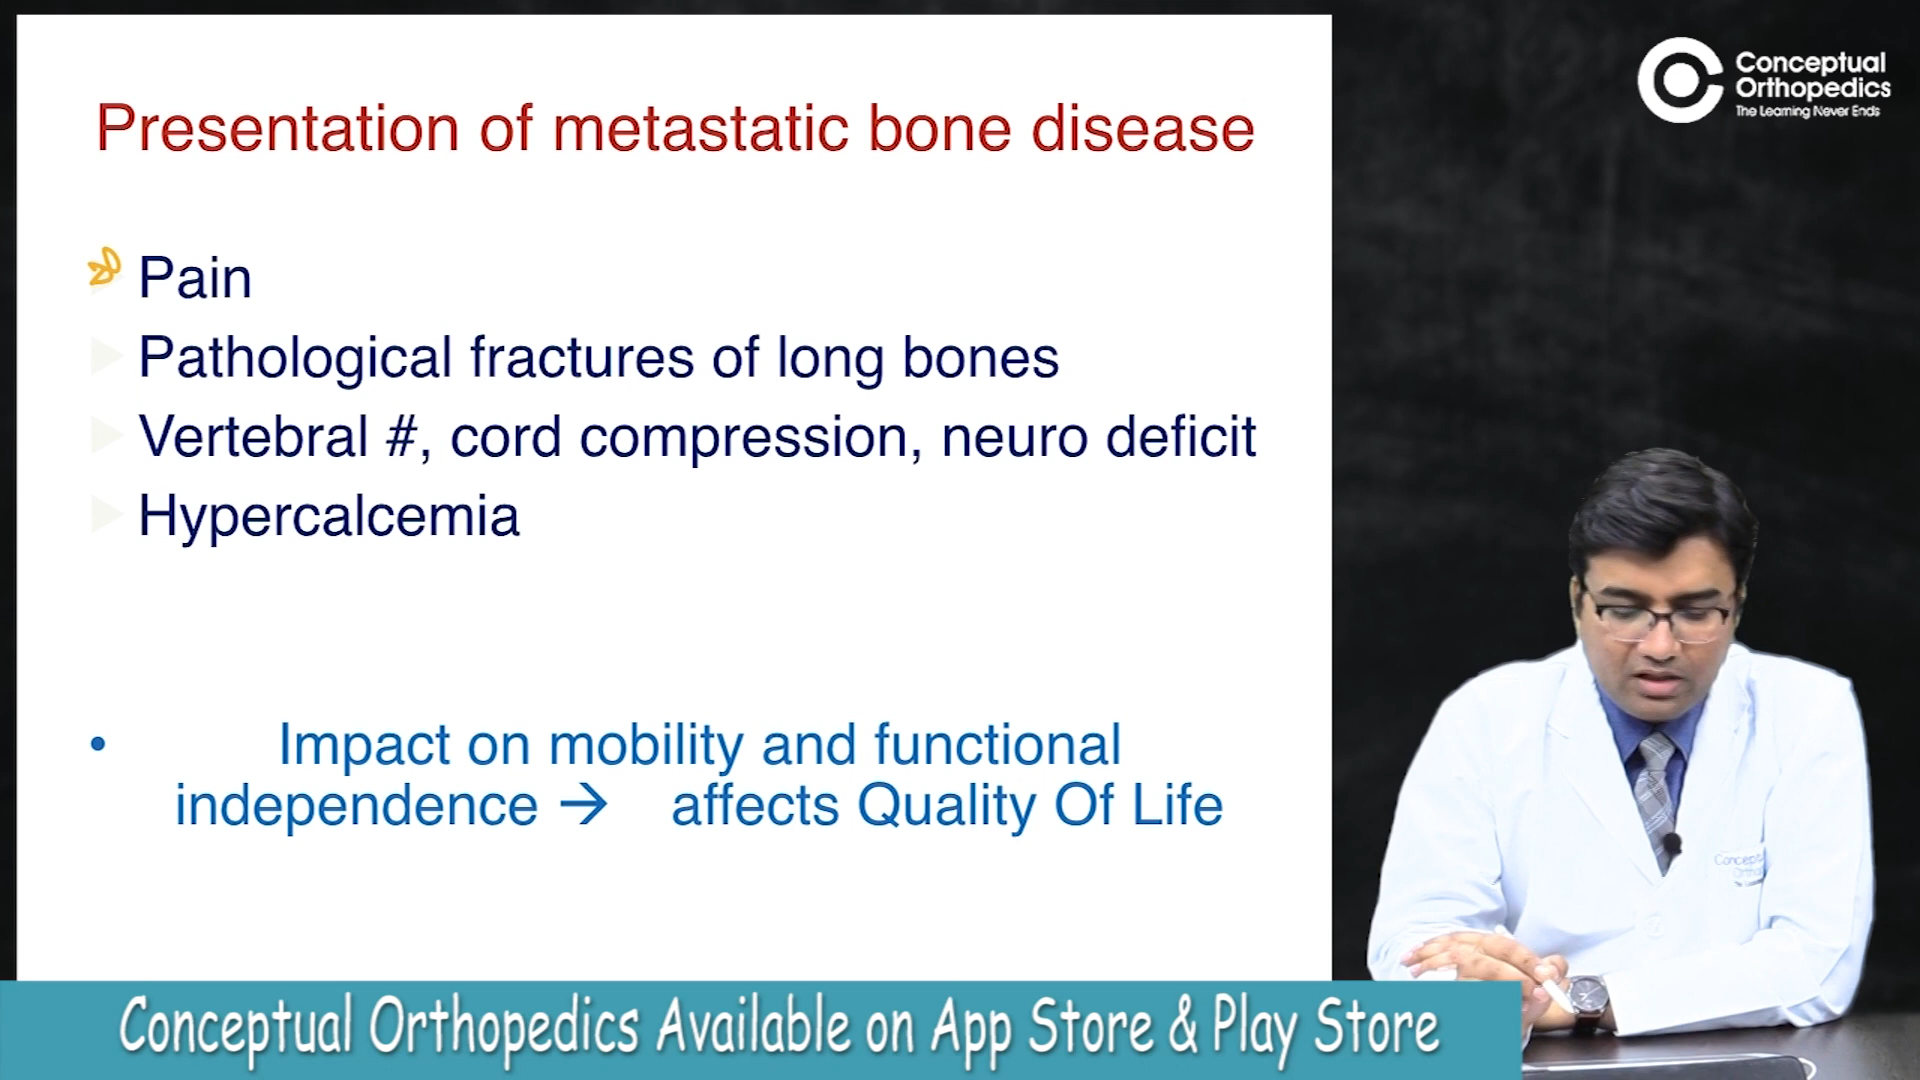 Presentation of metastatic bone disease
Pain
Pathological fractures of long bones
Vertebral #, cord compression, neuro deficit
Hypercalcemia
• Impact on mobility and functional
independence → affects Quality Of Life
Conceptual
Orthopedics
The Learning Never Ends
Conceptual Orthopedics Available on App Store & Play Store